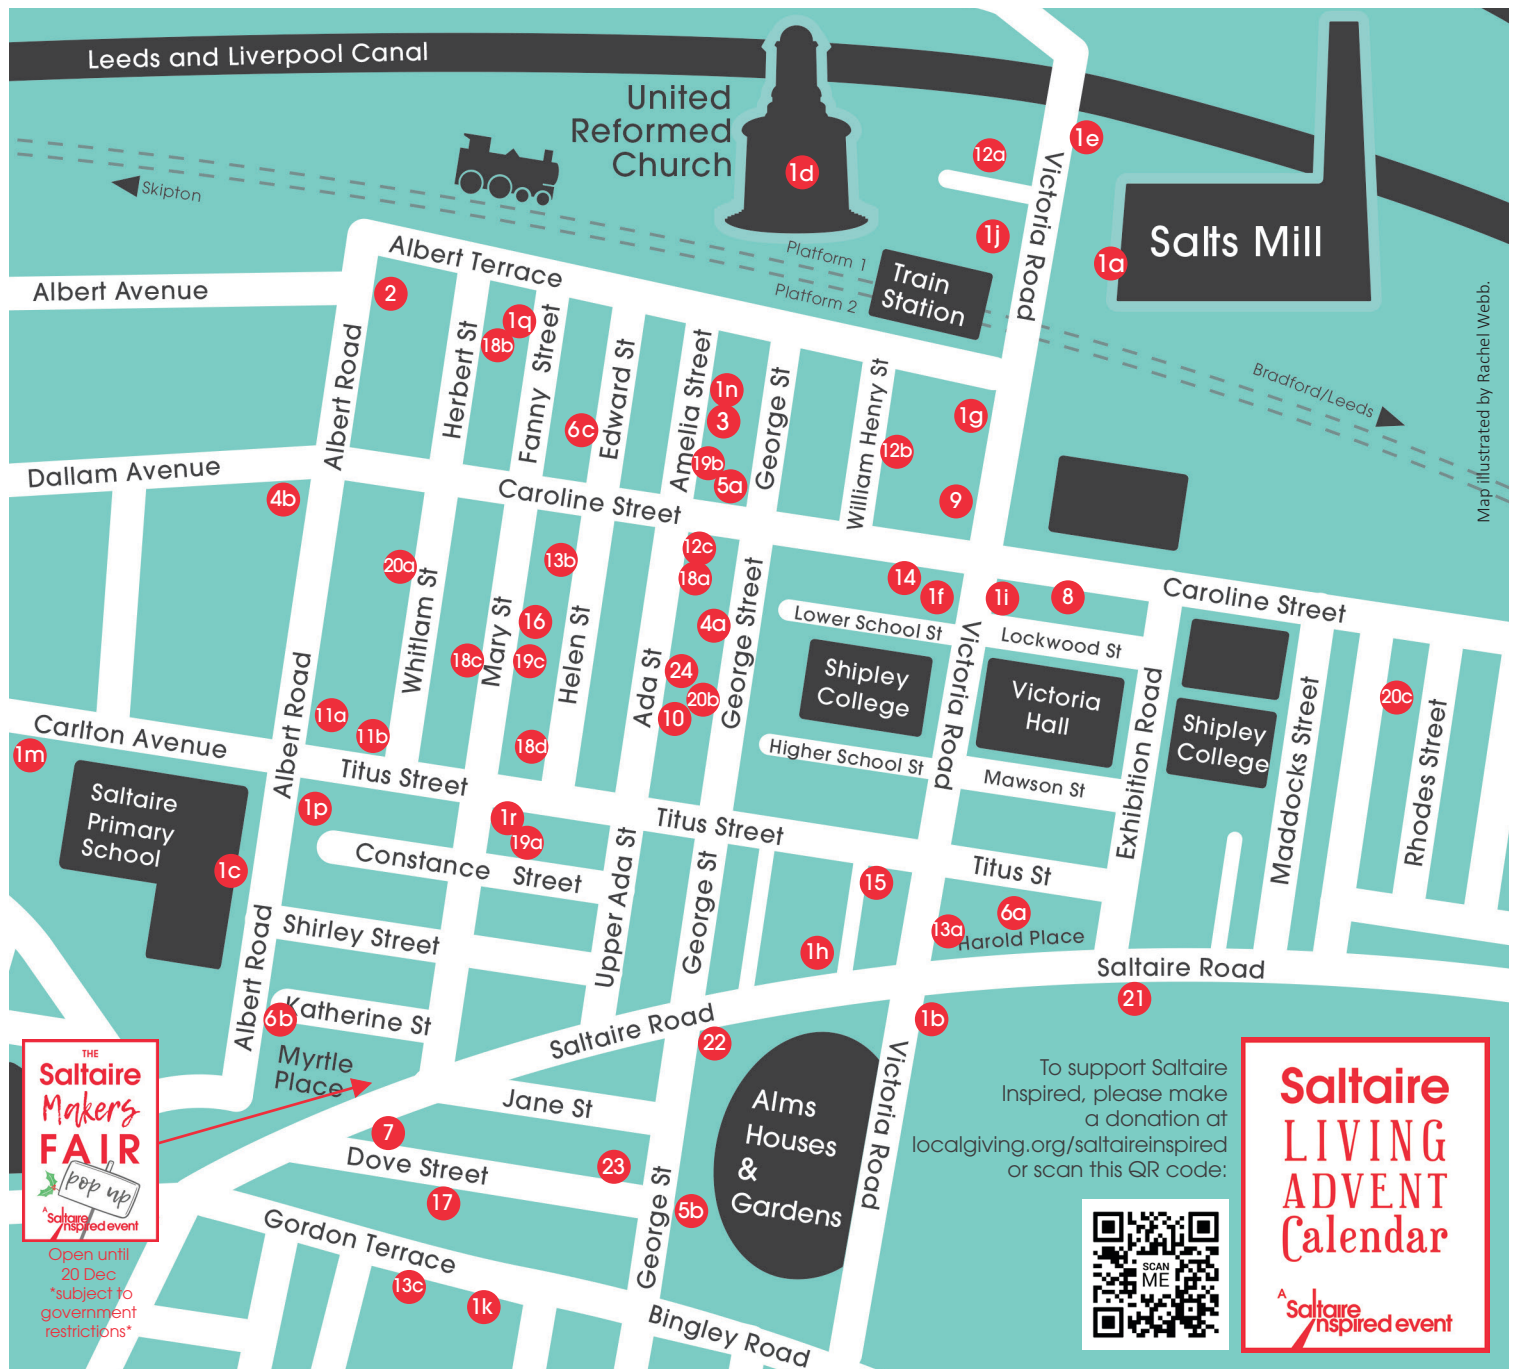 Leeds and Liverpool Canal
United
Reformed
Church
1d
12a
Victoria Road
1e
Skipton
Platform 1
Platform 2
1j
Train
Station
1a
Salts Mill
Map illustrated by Rachel Webb.
Bradford/Leeds
Albert Terrace
Albert Avenue
2
Albert Road
Herbert St
1q
18b
Fanny Street
6c
Edward St
Amelia Street
1n
3
19b
5a
George St
William Henry St
12b
1g
9
Dallam Avenue
4b
Caroline Street
20a
Whitlam St
18c
Mary St
13b
16
19c
Helen St
18d
12c
18a
4a
24
20b
10
Ada St
George Street
14
1f
1i
8
Caroline Street
Lower School St
Lockwood St
Shipley
College
Victoria Road
Victoria
Hall
Exhibition Road
Shipley
College
Maddocks Street
20c
Rhodes Street
Higher School St
Mawson St
Albert Road
11a
11b
Carlton Avenue
1m
Titus Street
Saltaire
Primary
School
1c
1p
1r
19a
Constance Street
Titus Street
Upper Ada St
George St
15
Titus St
6a
13a
Harold Place
1h
Shirley Street
Albert Road
Katherine St
6b
Myrtle
Place
Saltaire Road
Saltaire Road
21
22
1b
Victoria Road
Alms
Houses
&
Gardens
Jane St
7
Dove Street
17
23
George St
5b
Gordon Terrace
13c
1k
Bingley Road
THE
Saltaire
Makers
FAIR
pop up
A Saltaire
Inspired event
Open until
20 Dec
*subject to
government
restrictions*
To support Saltaire
Inspired, please make
a donation at
localgiving.org/saltaireinspired
or scan this QR code:
SCAN
ME
Saltaire
LIVING
ADVENT
Calendar
A Saltaire
Inspired event